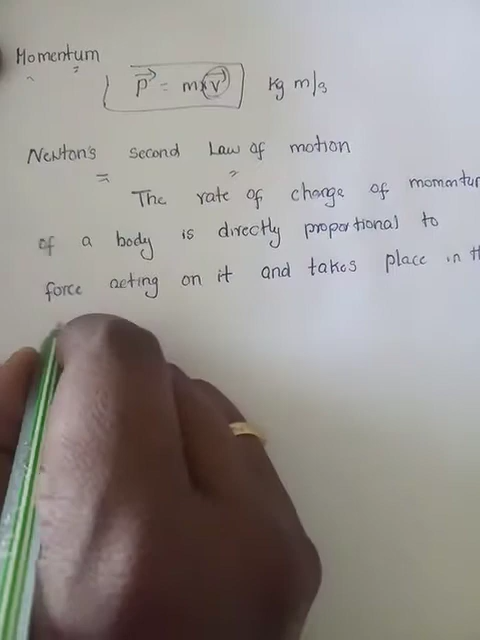 Momentum
P = m×V kg m/s
Newton's second Law of motion
The rate of change of momentum
of a body is directly proportional to
force acting on it and takes place in